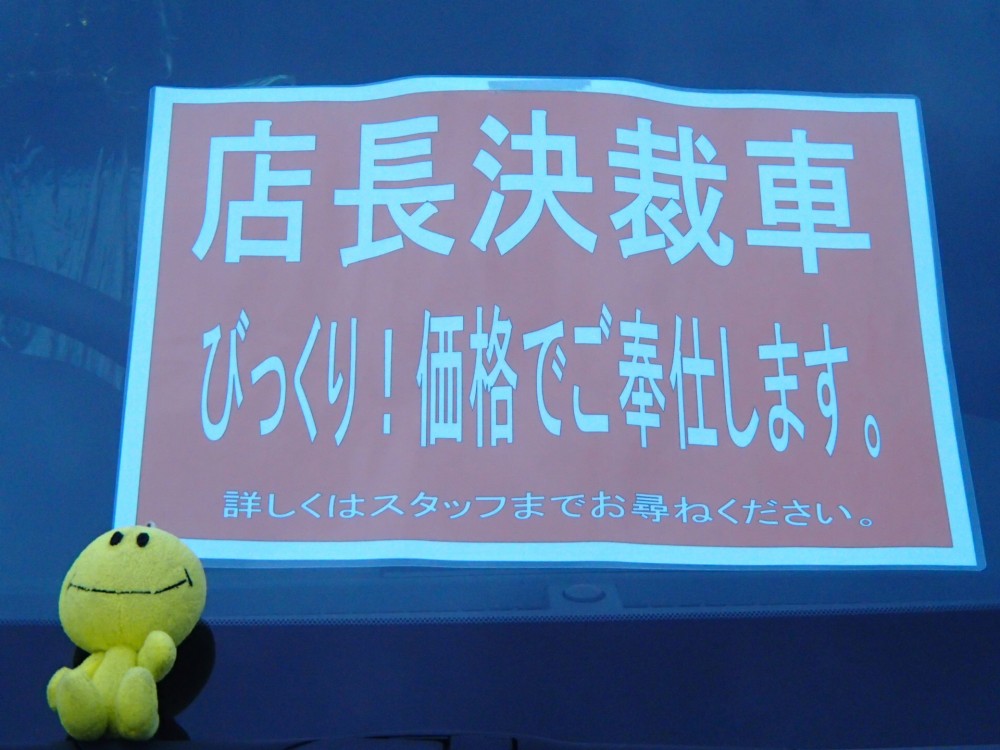 店長決裁車
びっくり！価格でご奉仕します。
詳しくはスタッフまでお尋ねください。